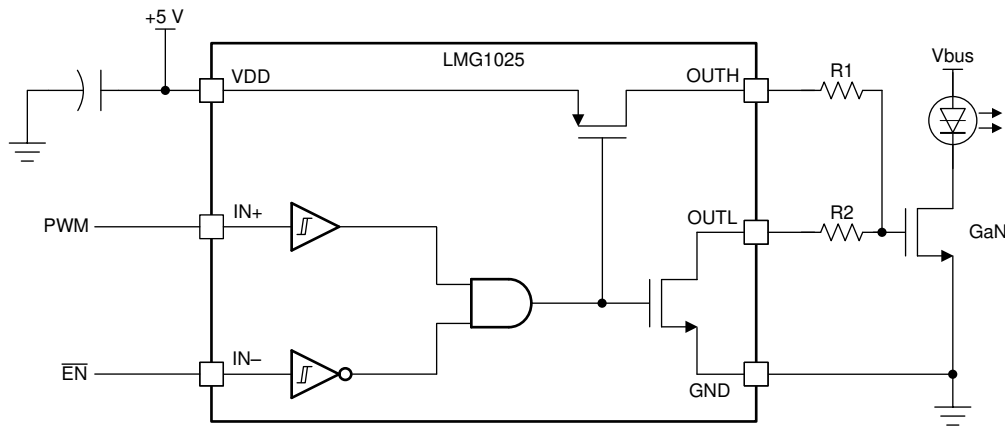 +5 V
LMG1025
VDD
OUTH
R1
Vbus
PWM
IN+
OUTL
R2
GaN
EN
IN–
GND